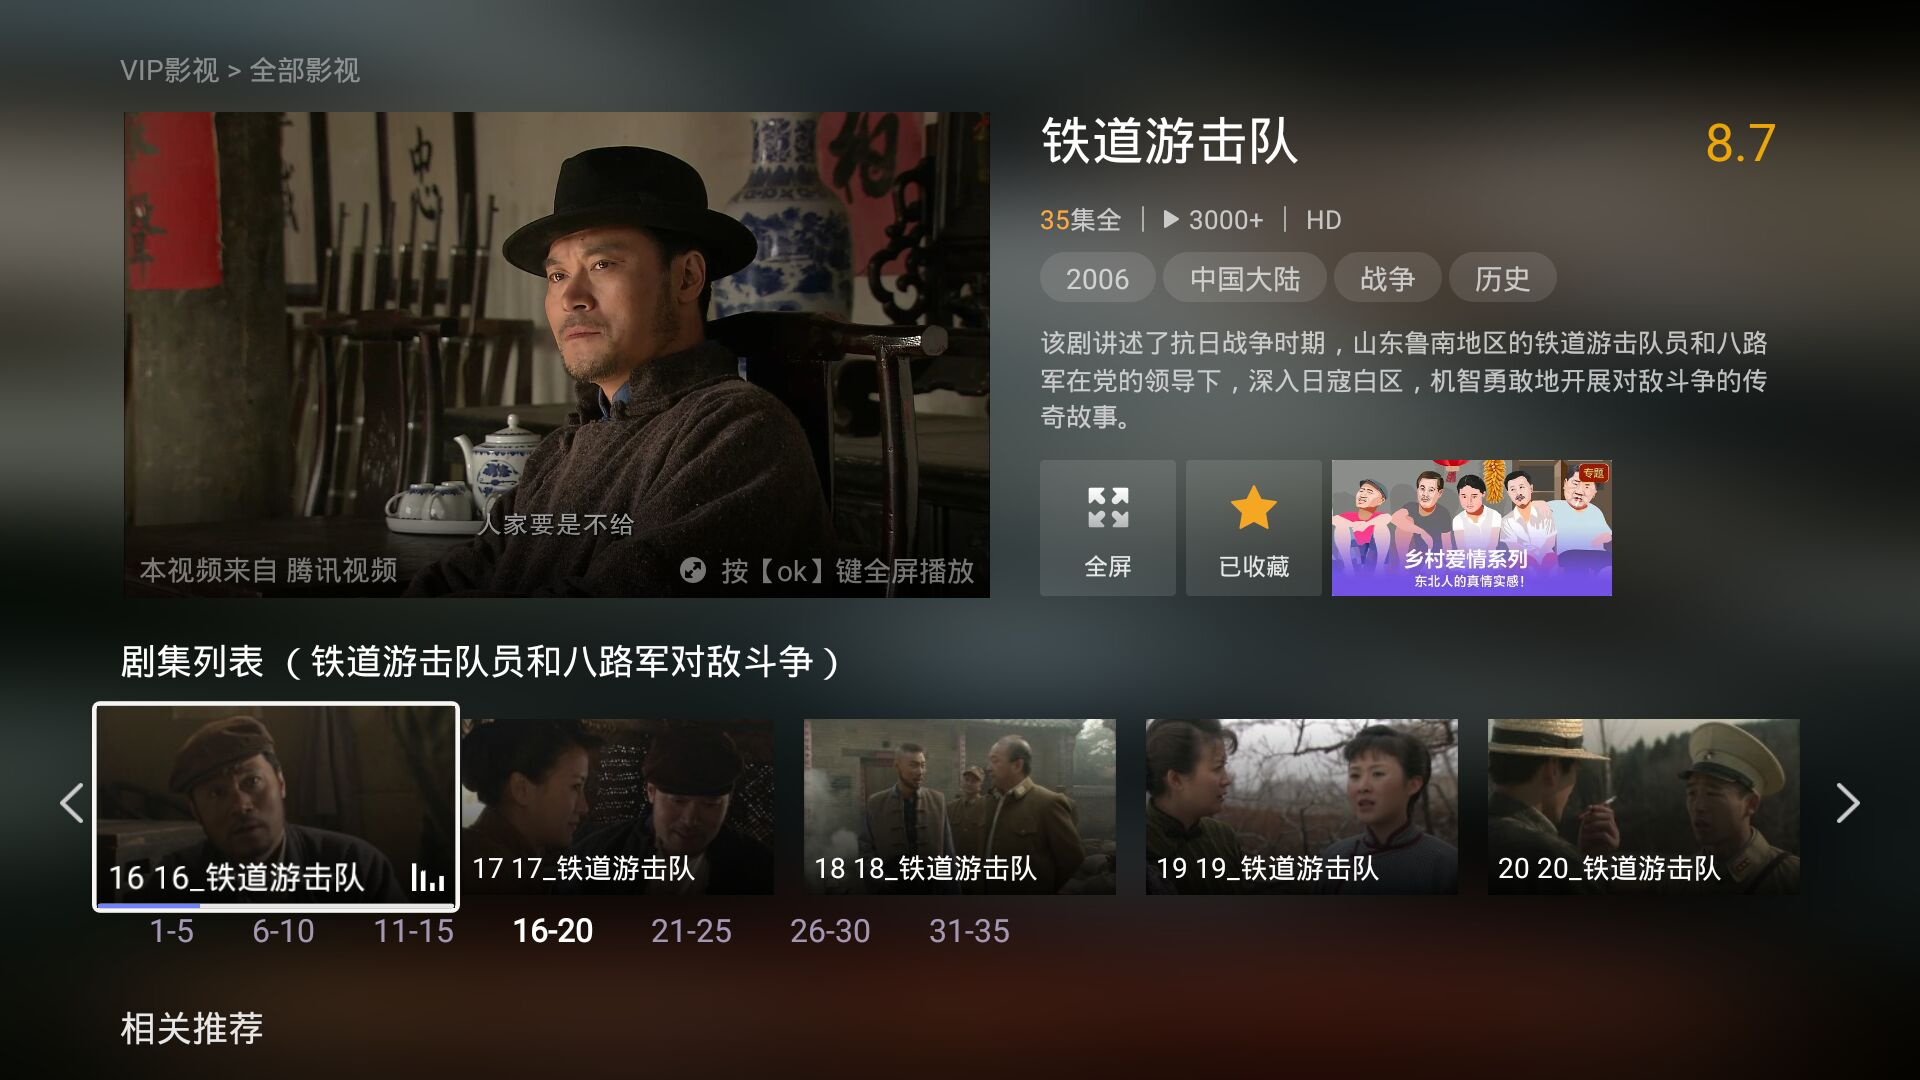 VIP影视 > 全部影视
忠
本视频来自 腾讯视频
人家要是不给
按【ok】键全屏播放
铁道游击队
8.7
35集全 | 3000+ | HD
2006 中国大陆 战争 历史
该剧讲述了抗日战争时期，山东鲁南地区的铁道游击队员和八路
军在党的领导下，深入日寇白区，机智勇敢地开展对敌斗争的传
奇故事。
全屏
已收藏
专题
乡村爱情系列
东北人的真情实感！
剧集列表 （铁道游击队员和八路军对敌斗争）
16 16_铁道游击队
17 17_铁道游击队
18 18_铁道游击队
19 19_铁道游击队
20 20_铁道游击队
1-5 6-10 11-15 16-20 21-25 26-30 31-35
相关推荐